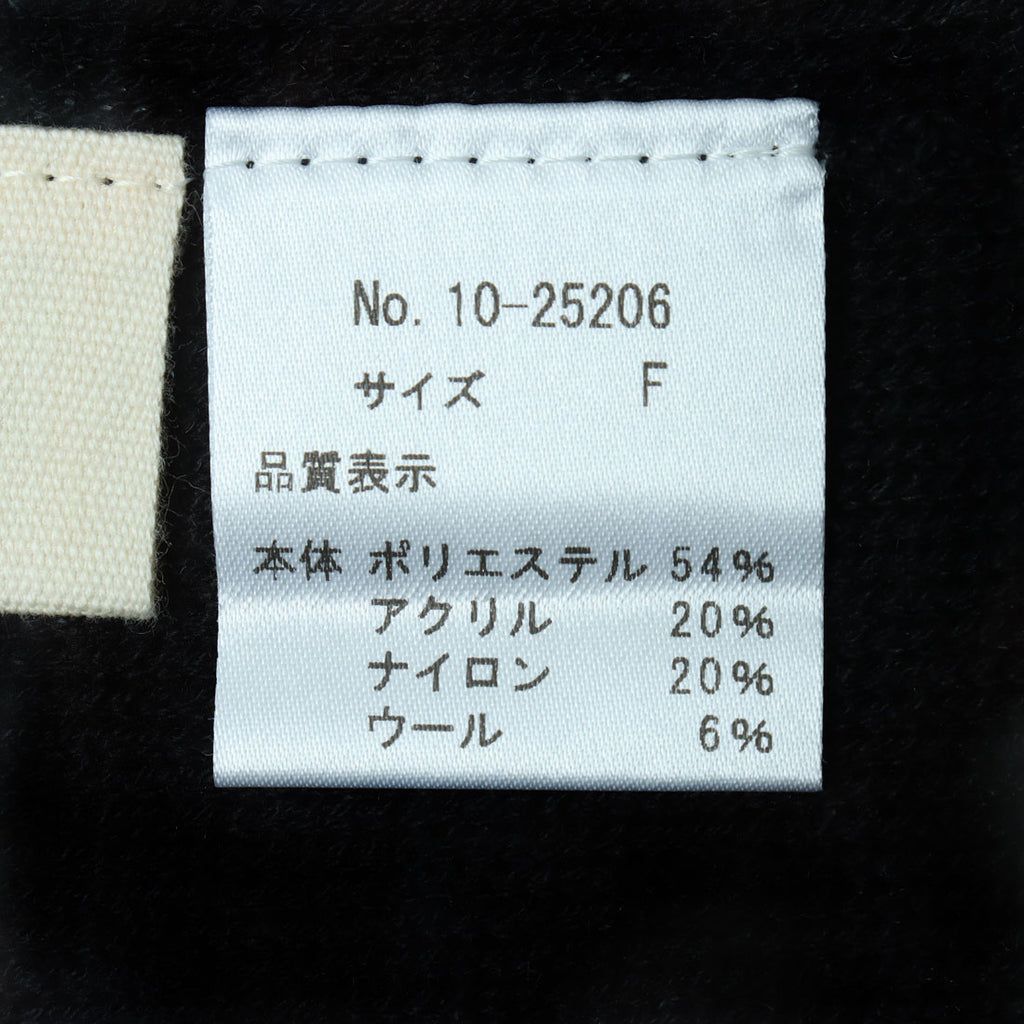 No. 10-25206
サイズ F
品質表示
本体 ポリエステル 54%
アクリル 20%
ナイロン 20%
ウール 6%